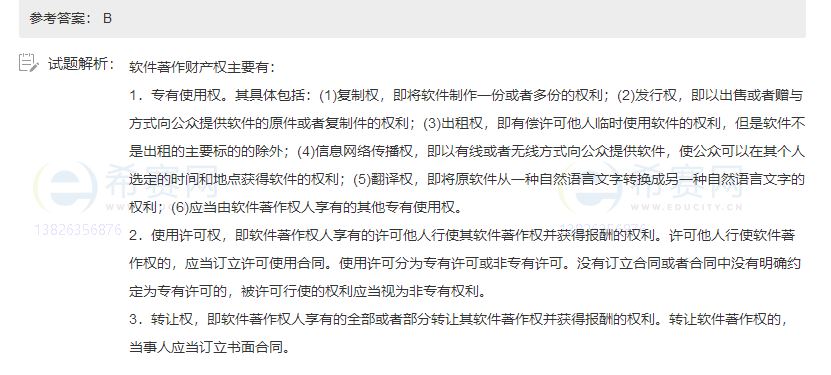 参考答案： B
试题解析： 软件著作财产权主要有：
1．专有使用权。其具体包括：(1)复制权，即将软件制作一份或者多份的权利；(2)发行权，即以出售或者赠与
方式向公众提供软件的原件或者复制件的权利；(3)出租权，即有偿许可他人临时使用软件的权利，但是软件不
是出租的主要标的的除外；(4)信息网络传播权，即以有线或者无线方式向公众提供软件，使公众可以在其个人
选定的时间和地点获得软件的权利；(5)翻译权，即将原软件从一种自然语言文字转换成另一种自然语言文字的
权利；(6)应当由软件著作权人享有的其他专有使用权。
2．使用许可权，即软件著作权人享有的许可他人行使其软件著作权并获得报酬的权利。许可他人行使软件著
作权的，应当订立许可使用合同。使用许可分为专有许可或非专有许可。没有订立合同或者合同中没有明确约
定为专有许可的，被许可行使的权利应当视为非专有权利。
3．转让权，即软件著作权人享有的全部或者部分转让其软件著作权并获得报酬的权利。转让软件著作权的，
当事人应当订立书面合同。
希赛网
WWW.EDUCITY.CN
13826356876
希赛网
WWW.EDUCITY.CN